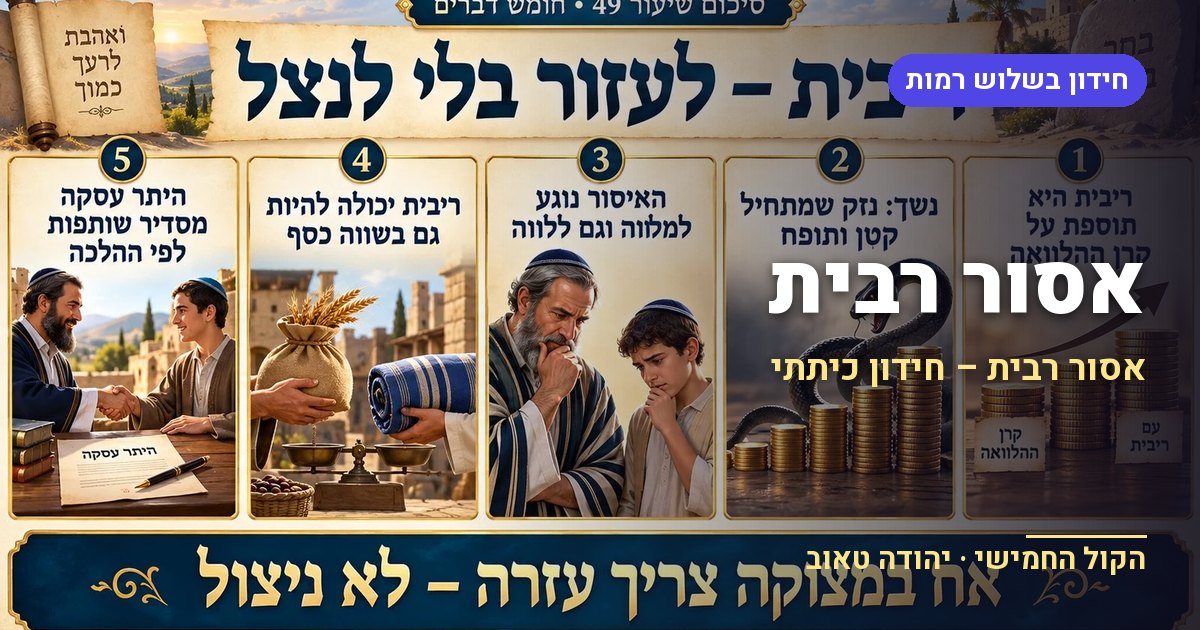 סיכום שיעור 49 • חומש דברים
ואהבת
לרעך
כמוך
חידון בשלוש רמות
– לעזור בלי לנצל
1
ריבית היא
תוספת על
קרן ההלוואה
קרן
ההלוואה
עם
ריבית
2
נשך: נזק שמתחיל
קטן ותופח
3
האיסור נוגע
למלווה וגם ללווה
4
ריבית יכולה להיות
גם בשווה כסף
5
היתר עסקה
מסדיר שותפות
לפי ההלכה
היתר עסקה
אסור רבית
אסור רבית – חידון כיתתי
הקול החמישי · יהודה טאוב
אח במצוקה צריך עזרה – לא ניצול